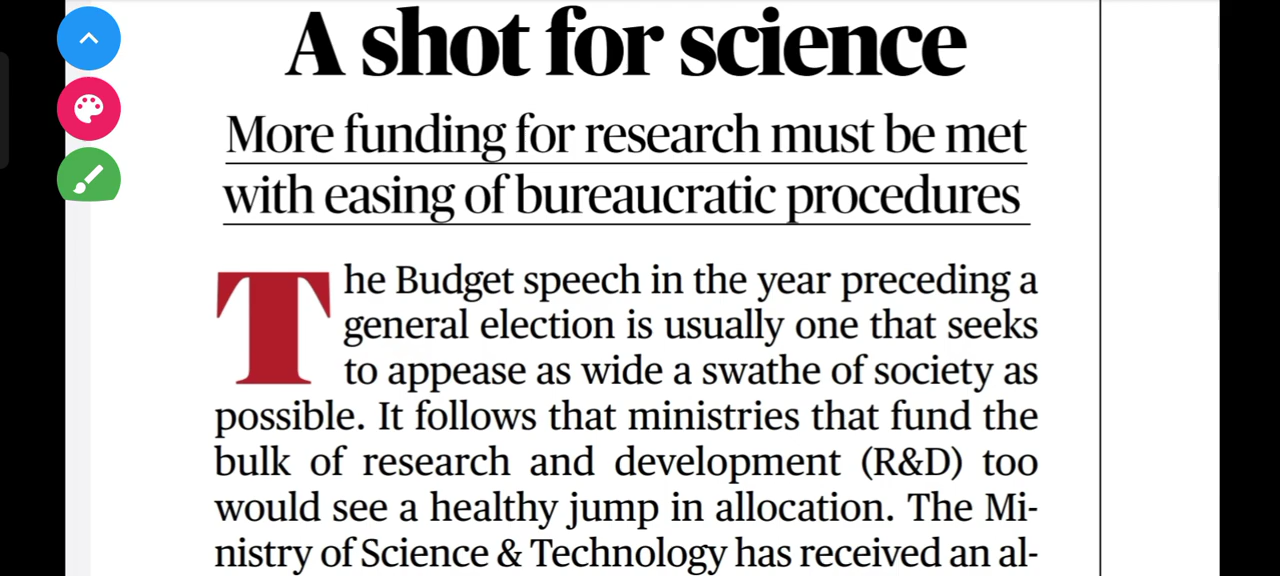 A shot for science
More funding for research must be met
with easing of bureaucratic procedures
The Budget speech in the year preceding a
general election is usually one that seeks
to appease as wide a swathe of society as
possible. It follows that ministries that fund the
bulk of research and development (R&D) too
would see a healthy jump in allocation. The Mi-
nistry of Science & Technology has received an al-